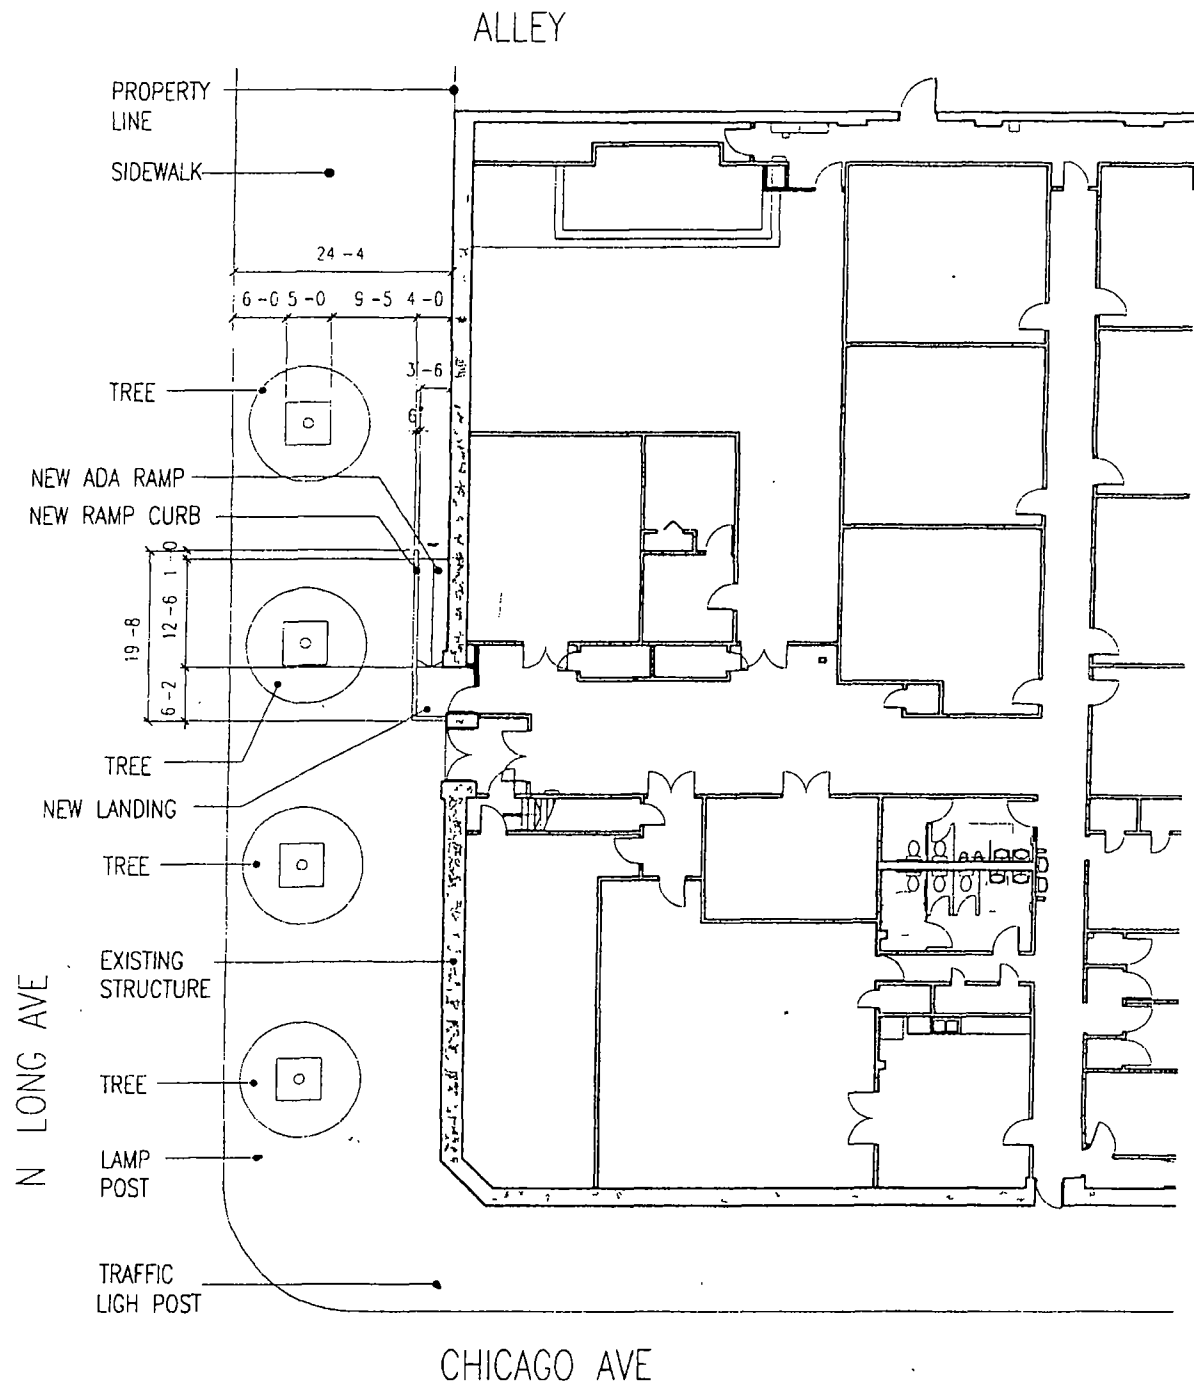 ALLEY
PROPERTY
LINE
SIDEWALK
24-4
6-0 5-0 9-5 4-0
3-6
TREE
6
NEW ADA RAMP
NEW RAMP CURB
1-0
12-6
19-8
6-2
TREE
NEW LANDING
TREE
EXISTING
STRUCTURE
N LONG AVE
TREE
LAMP
POST
TRAFFIC
LIGH POST
CHICAGO AVE